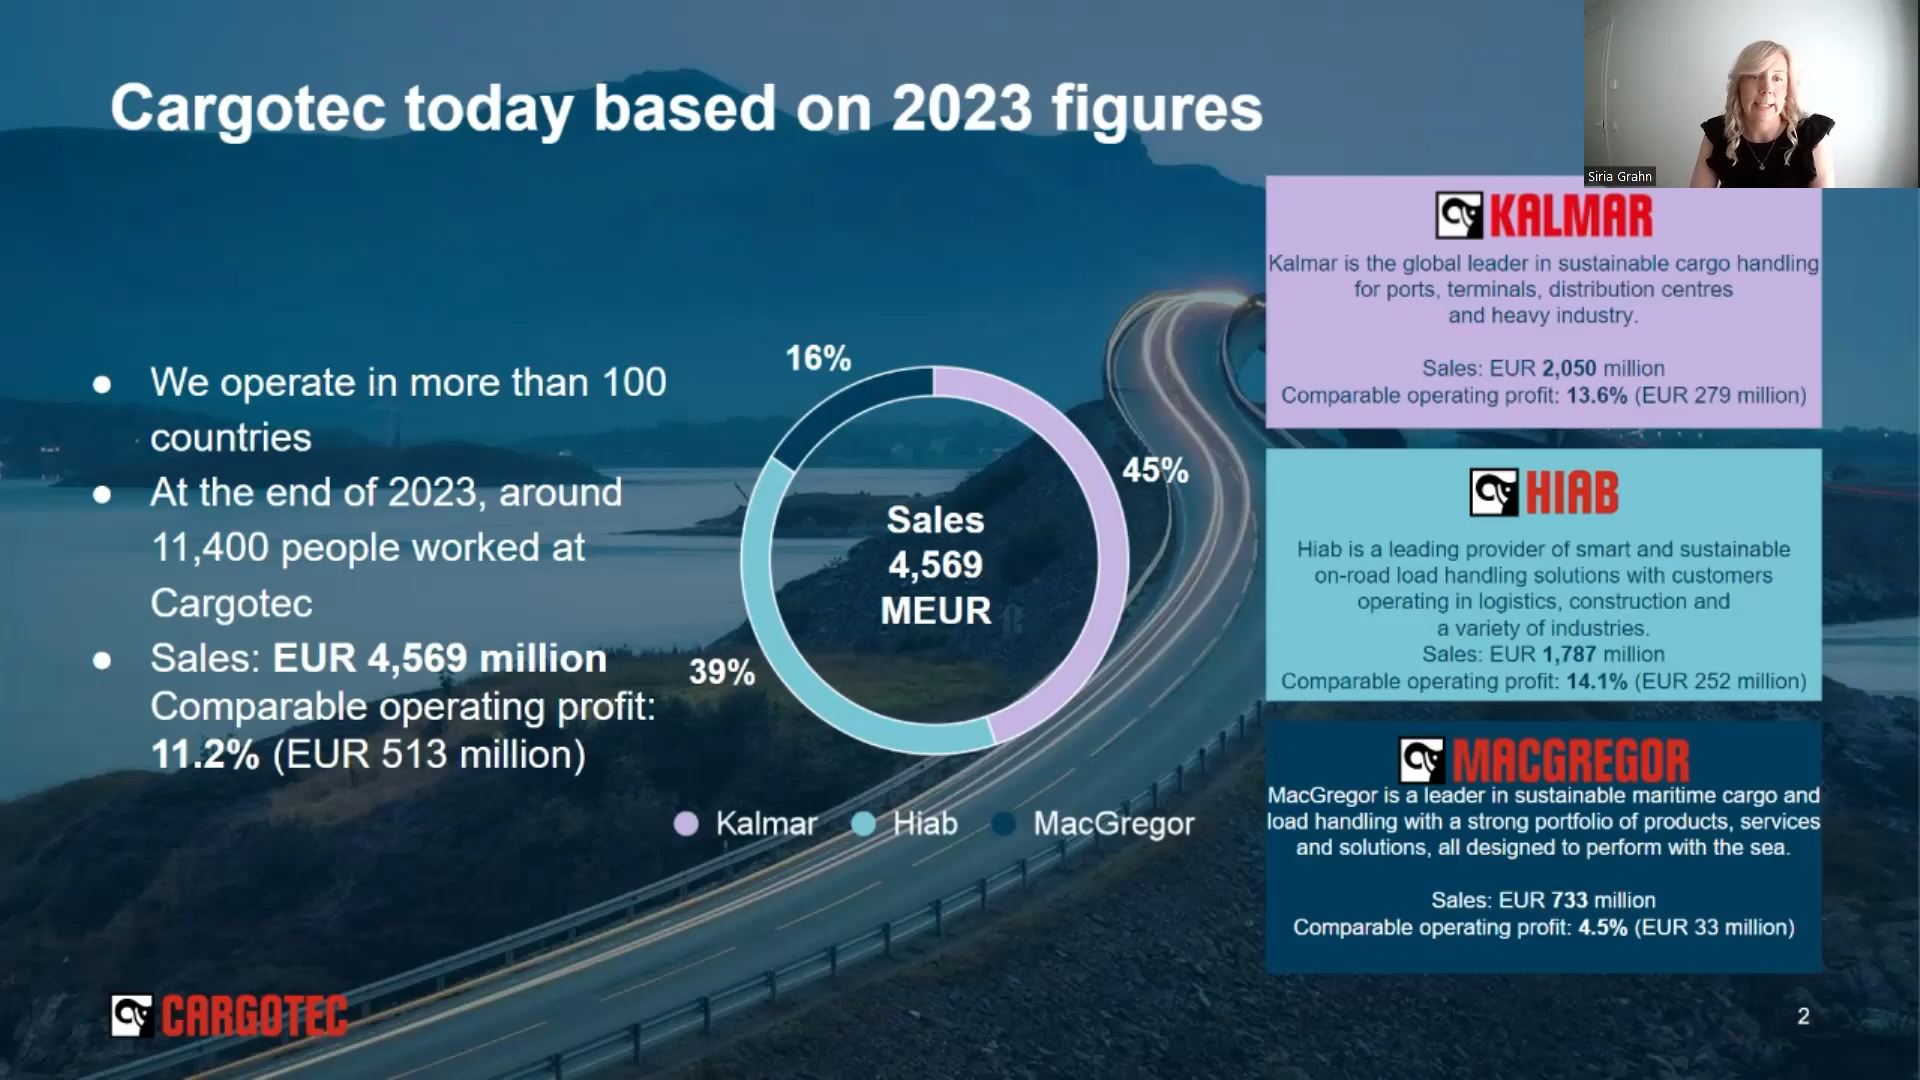 Cargotec today based on 2023 figures
Siria Grahn
● We operate in more than 100
countries
● At the end of 2023, around
11,400 people worked at
Cargotec
● Sales: EUR 4,569 million
Comparable operating profit:
11.2% (EUR 513 million)
16%
45%
39%
Sales
4,569
MEUR
Kalmar Hiab MacGregor
KALMAR
Kalmar is the global leader in sustainable cargo handling
for ports, terminals, distribution centres
and heavy industry.
Sales: EUR 2,050 million
Comparable operating profit: 13.6% (EUR 279 million)
HIAB
Hiab is a leading provider of smart and sustainable
on-road load handling solutions with customers
operating in logistics, construction and
a variety of industries.
Sales: EUR 1,787 million
Comparable operating profit: 14.1% (EUR 252 million)
MACGREGOR
MacGregor is a leader in sustainable maritime cargo and
load handling with a strong portfolio of products, services
and solutions, all designed to perform with the sea.
Sales: EUR 733 million
Comparable operating profit: 4.5% (EUR 33 million)
CARGOTEC
2